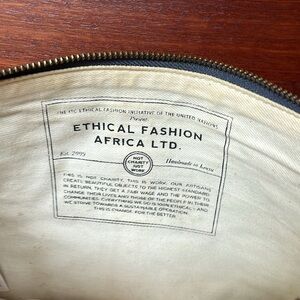 THE ITC ETHICAL FASHION INITIATIVE OF THE UNITED NATIONS
Present
ETHICAL FASHION
AFRICA LTD.
Est. 2009 NOT CHARITY JUST WORK Handmade in Kenya
THIS IS NOT CHARITY, THIS IS WORK. OUR ARTISANS
CREATE BEAUTIFUL OBJECTS TO THE HIGHEST STANDARDS.
IN RETURN, THEY GET A FAIR WAGE AND THE POWER TO
CHANGE THEIR LIVES AND THOSE OF THE PEOPLE IN THEIR
COMMUNITIES. EVERYTHING WE DO IS 100% ETHICAL, AND
WE STRIVE TOWARDS A SUSTAINABLE OPERATION.
THIS IS CHANGE FOR THE BETTER.